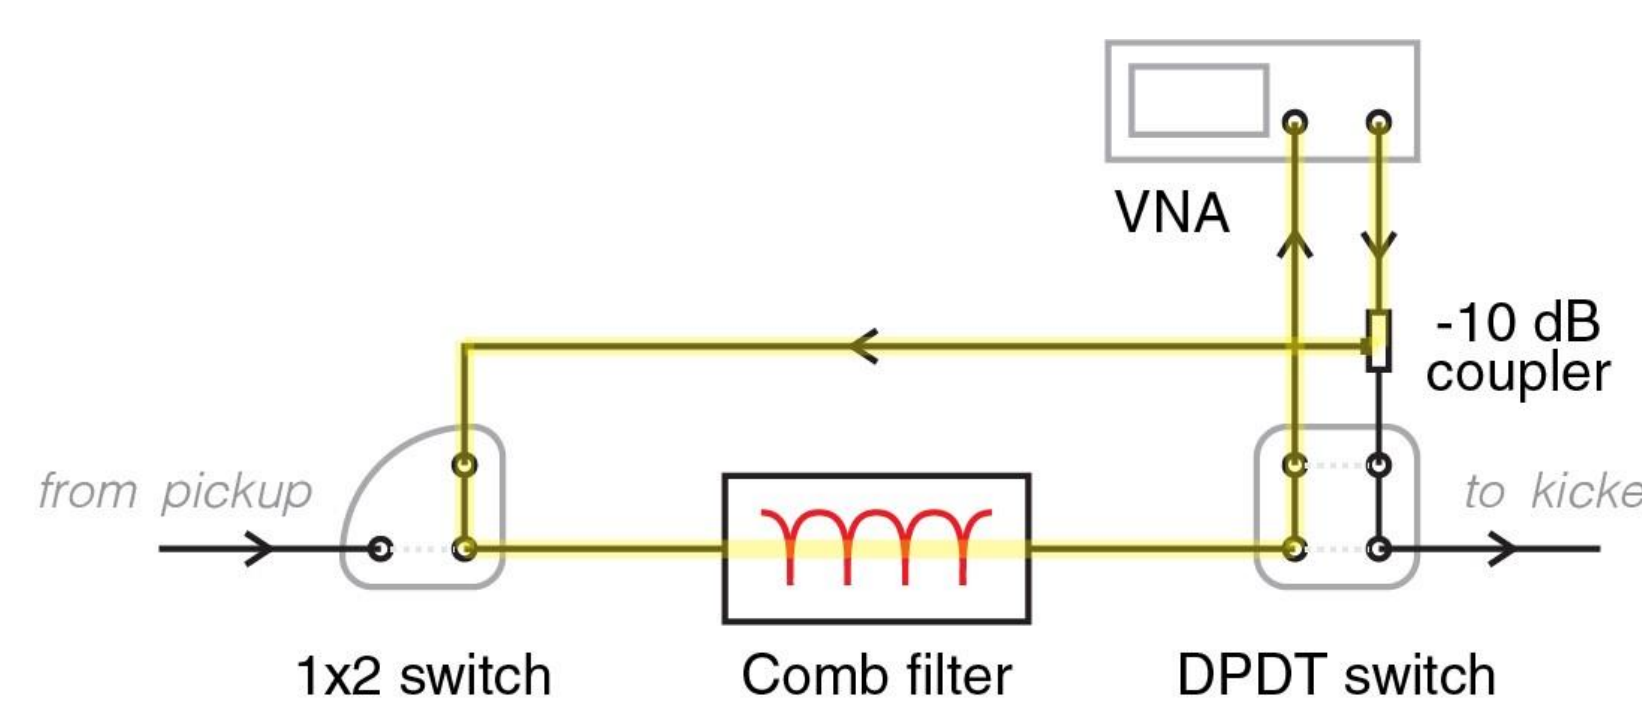 VNA
-10 dB
coupler
from pickup
to kicke
1x2 switch
Comb filter
DPDT switch